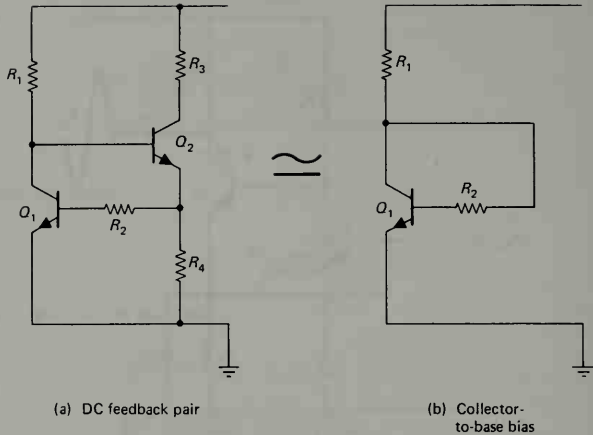 R1
R3
Q2
Q1
R2
R4
R1
Q1
R2
(a) DC feedback pair
(b) Collector-
to-base bias